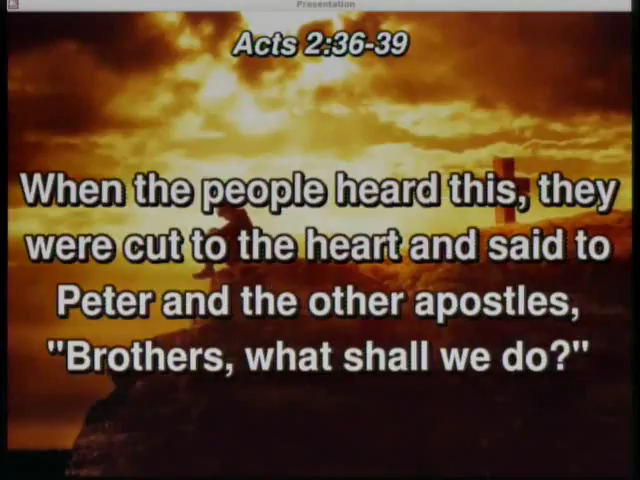 Presentation
Acts 2:36-39
When the people heard this, they
were cut to the heart and said to
Peter and the other apostles,
"Brothers, what shall we do?"